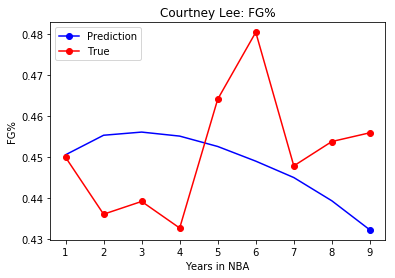 Courtney Lee: FG%
Prediction
True
FG%
0.48
0.47
0.46
0.45
0.44
0.43
1 2 3 4 5 6 7 8 9
Years in NBA